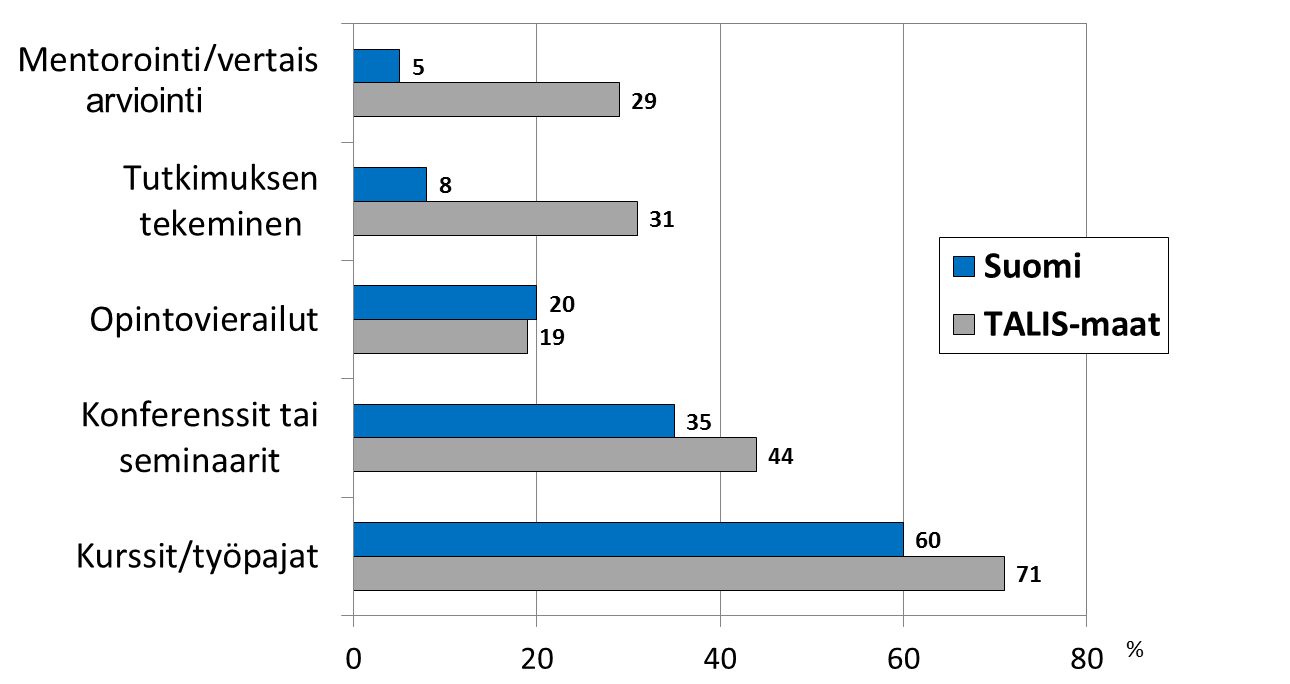 Mentorointi/vertais
arviointi
5
29
Tutkimuksen
tekeminen
8
31
Opintovierailut
20
19
Suomi
TALIS-maat
Konferenssit tai
seminaarit
35
44
Kurssit/työpajat
60
71
0 20 40 60 80 %